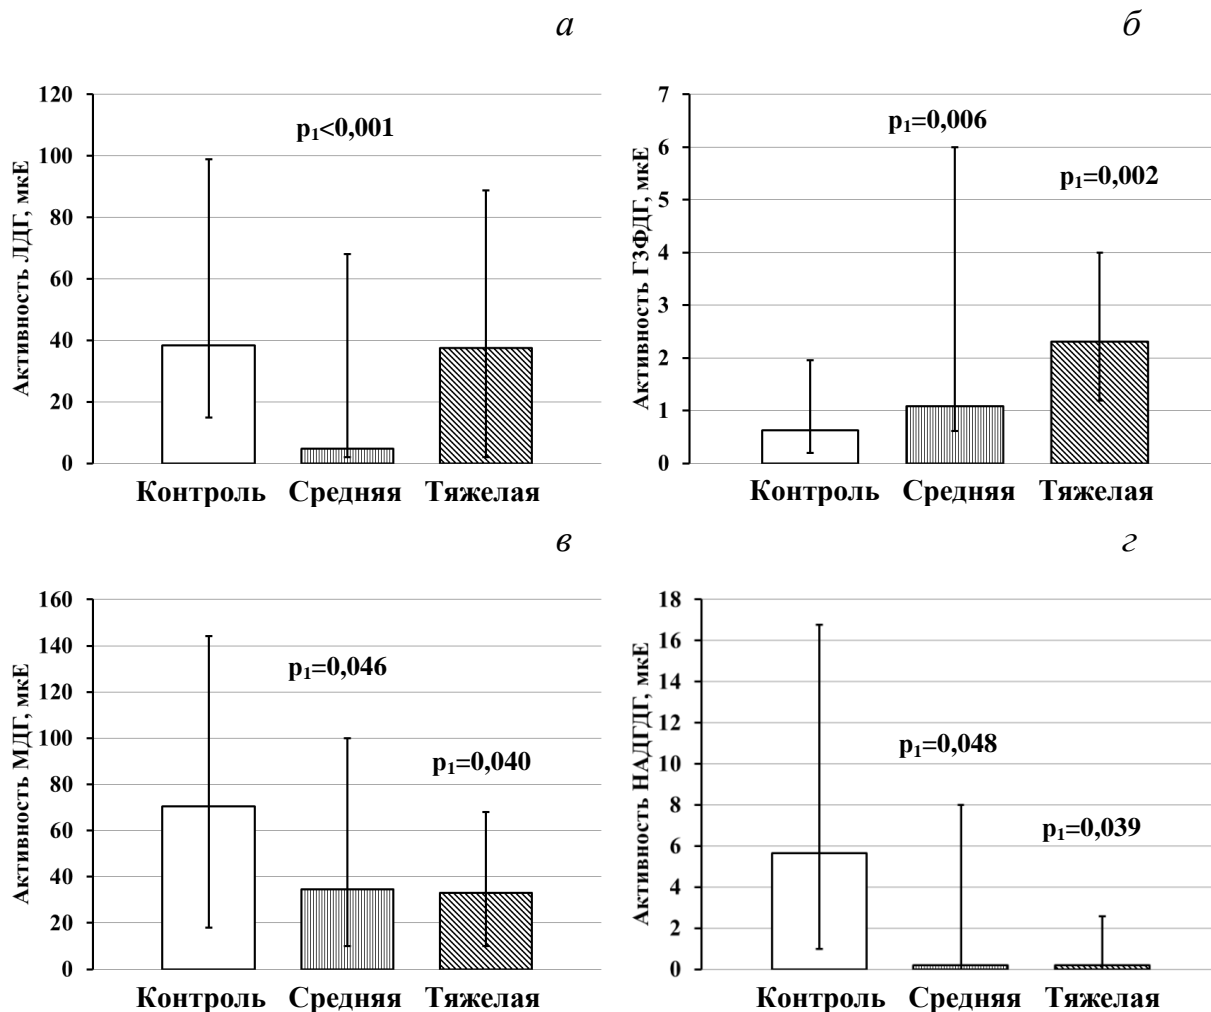 а
Активность ЛДГ, мкЕ
120
100
80
60
40
20
0
p₁<0,001
Контроль Средняя Тяжелая
б
Активность Г3ФДГ, мкЕ
7
6
5
4
3
2
1
0
p₁=0,006
p₁=0,002
Контроль Средняя Тяжелая
в
Активность МДГ, мкЕ
160
140
120
100
80
60
40
20
0
p₁=0,046
p₁=0,040
Контроль Средняя Тяжелая
г
Активность НАДГДГ, мкЕ
18
16
14
12
10
8
6
4
2
0
p₁=0,048
p₁=0,039
Контроль Средняя Тяжелая